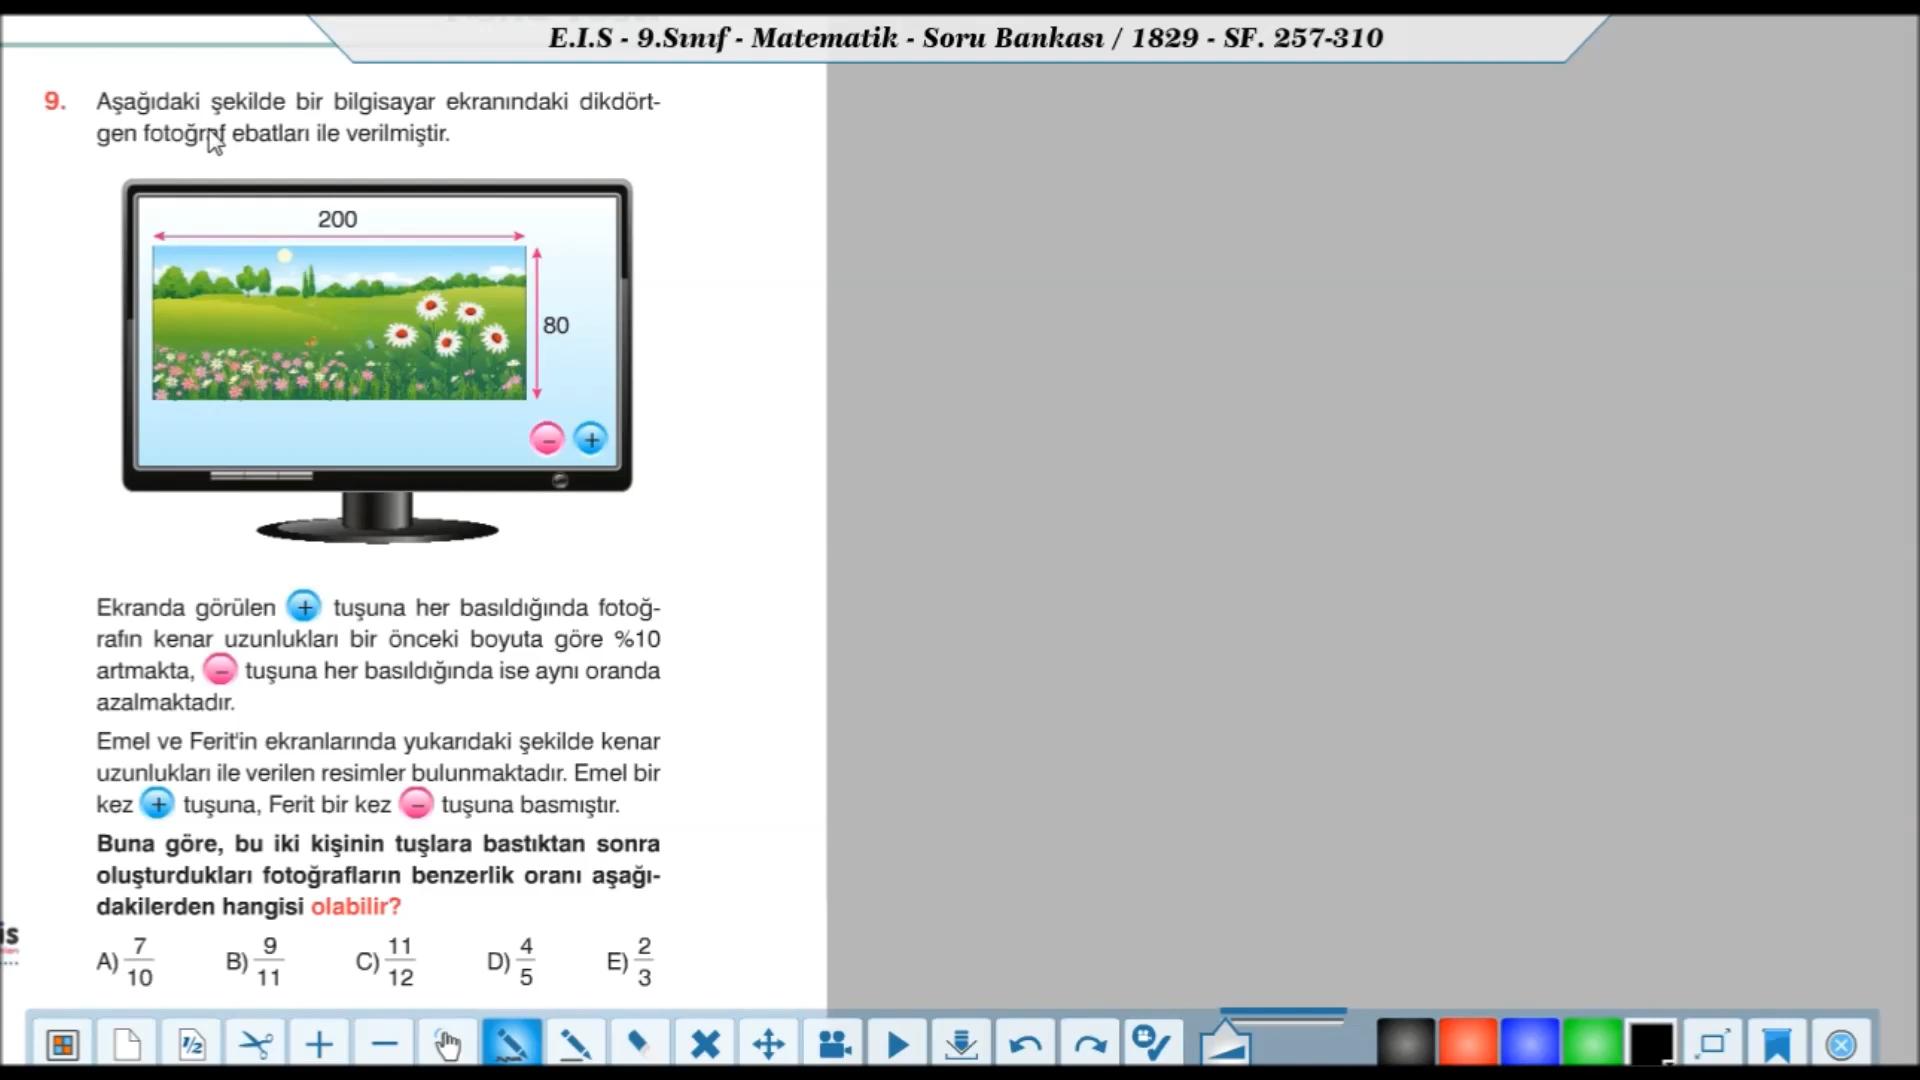 E.I.S - 9.Sınıf - Matematik - Soru Bankası / 1829 - SF. 257-310
9. Aşağıdaki şekilde bir bilgisayar ekranındaki dikdört-
gen fotoğraf ebatları ile verilmiştir.
200
80
- +
Ekranda görülen + tuşuna her basıldığında fotoğ-
rafın kenar uzunlukları bir önceki boyuta göre %10
artmakta, - tuşuna her basıldığında ise aynı oranda
azalmaktadır.
Emel ve Ferit'in ekranlarında yukarıdaki şekilde kenar
uzunlukları ile verilen resimler bulunmaktadır. Emel bir
kez + tuşuna, Ferit bir kez - tuşuna basmıştır.
Buna göre, bu iki kişinin tuşlara bastıktan sonra
oluşturdukları fotoğrafların benzerlik oranı aşağı-
dakilerden hangisi olabilir?
A) 7/10 B) 9/11 C) 11/12 D) 4/5 E) 2/3
is
1/2